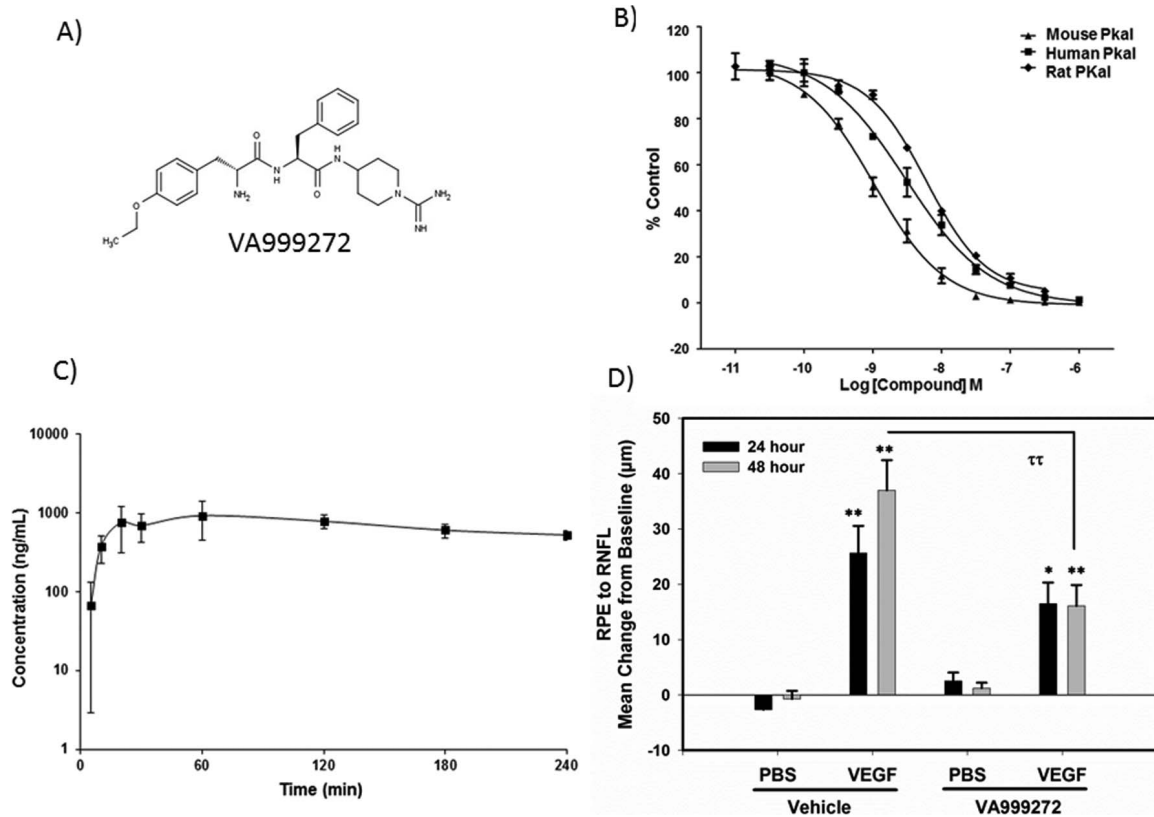 A)
O
O
H
N
N
H
NH₂
O
O
H₃C
N
NH₂
NH
VA999272
B)
120
100
80
60
40
20
0
-20
% Control
Mouse Pkal
Human Pkal
Rat PKal
-11 -10 -9 -8 -7 -6
Log [Compound] M
C)
10000
1000
100
10
1
Concentration (ng/mL)
0 60 120 180 240
Time (min)
D)
50
40
30
20
10
0
-10
RPE to RNFL
Mean Change from Baseline (µm)
24 hour
48 hour
**
**
ττ
*
**
PBS VEGF PBS VEGF
Vehicle VA999272